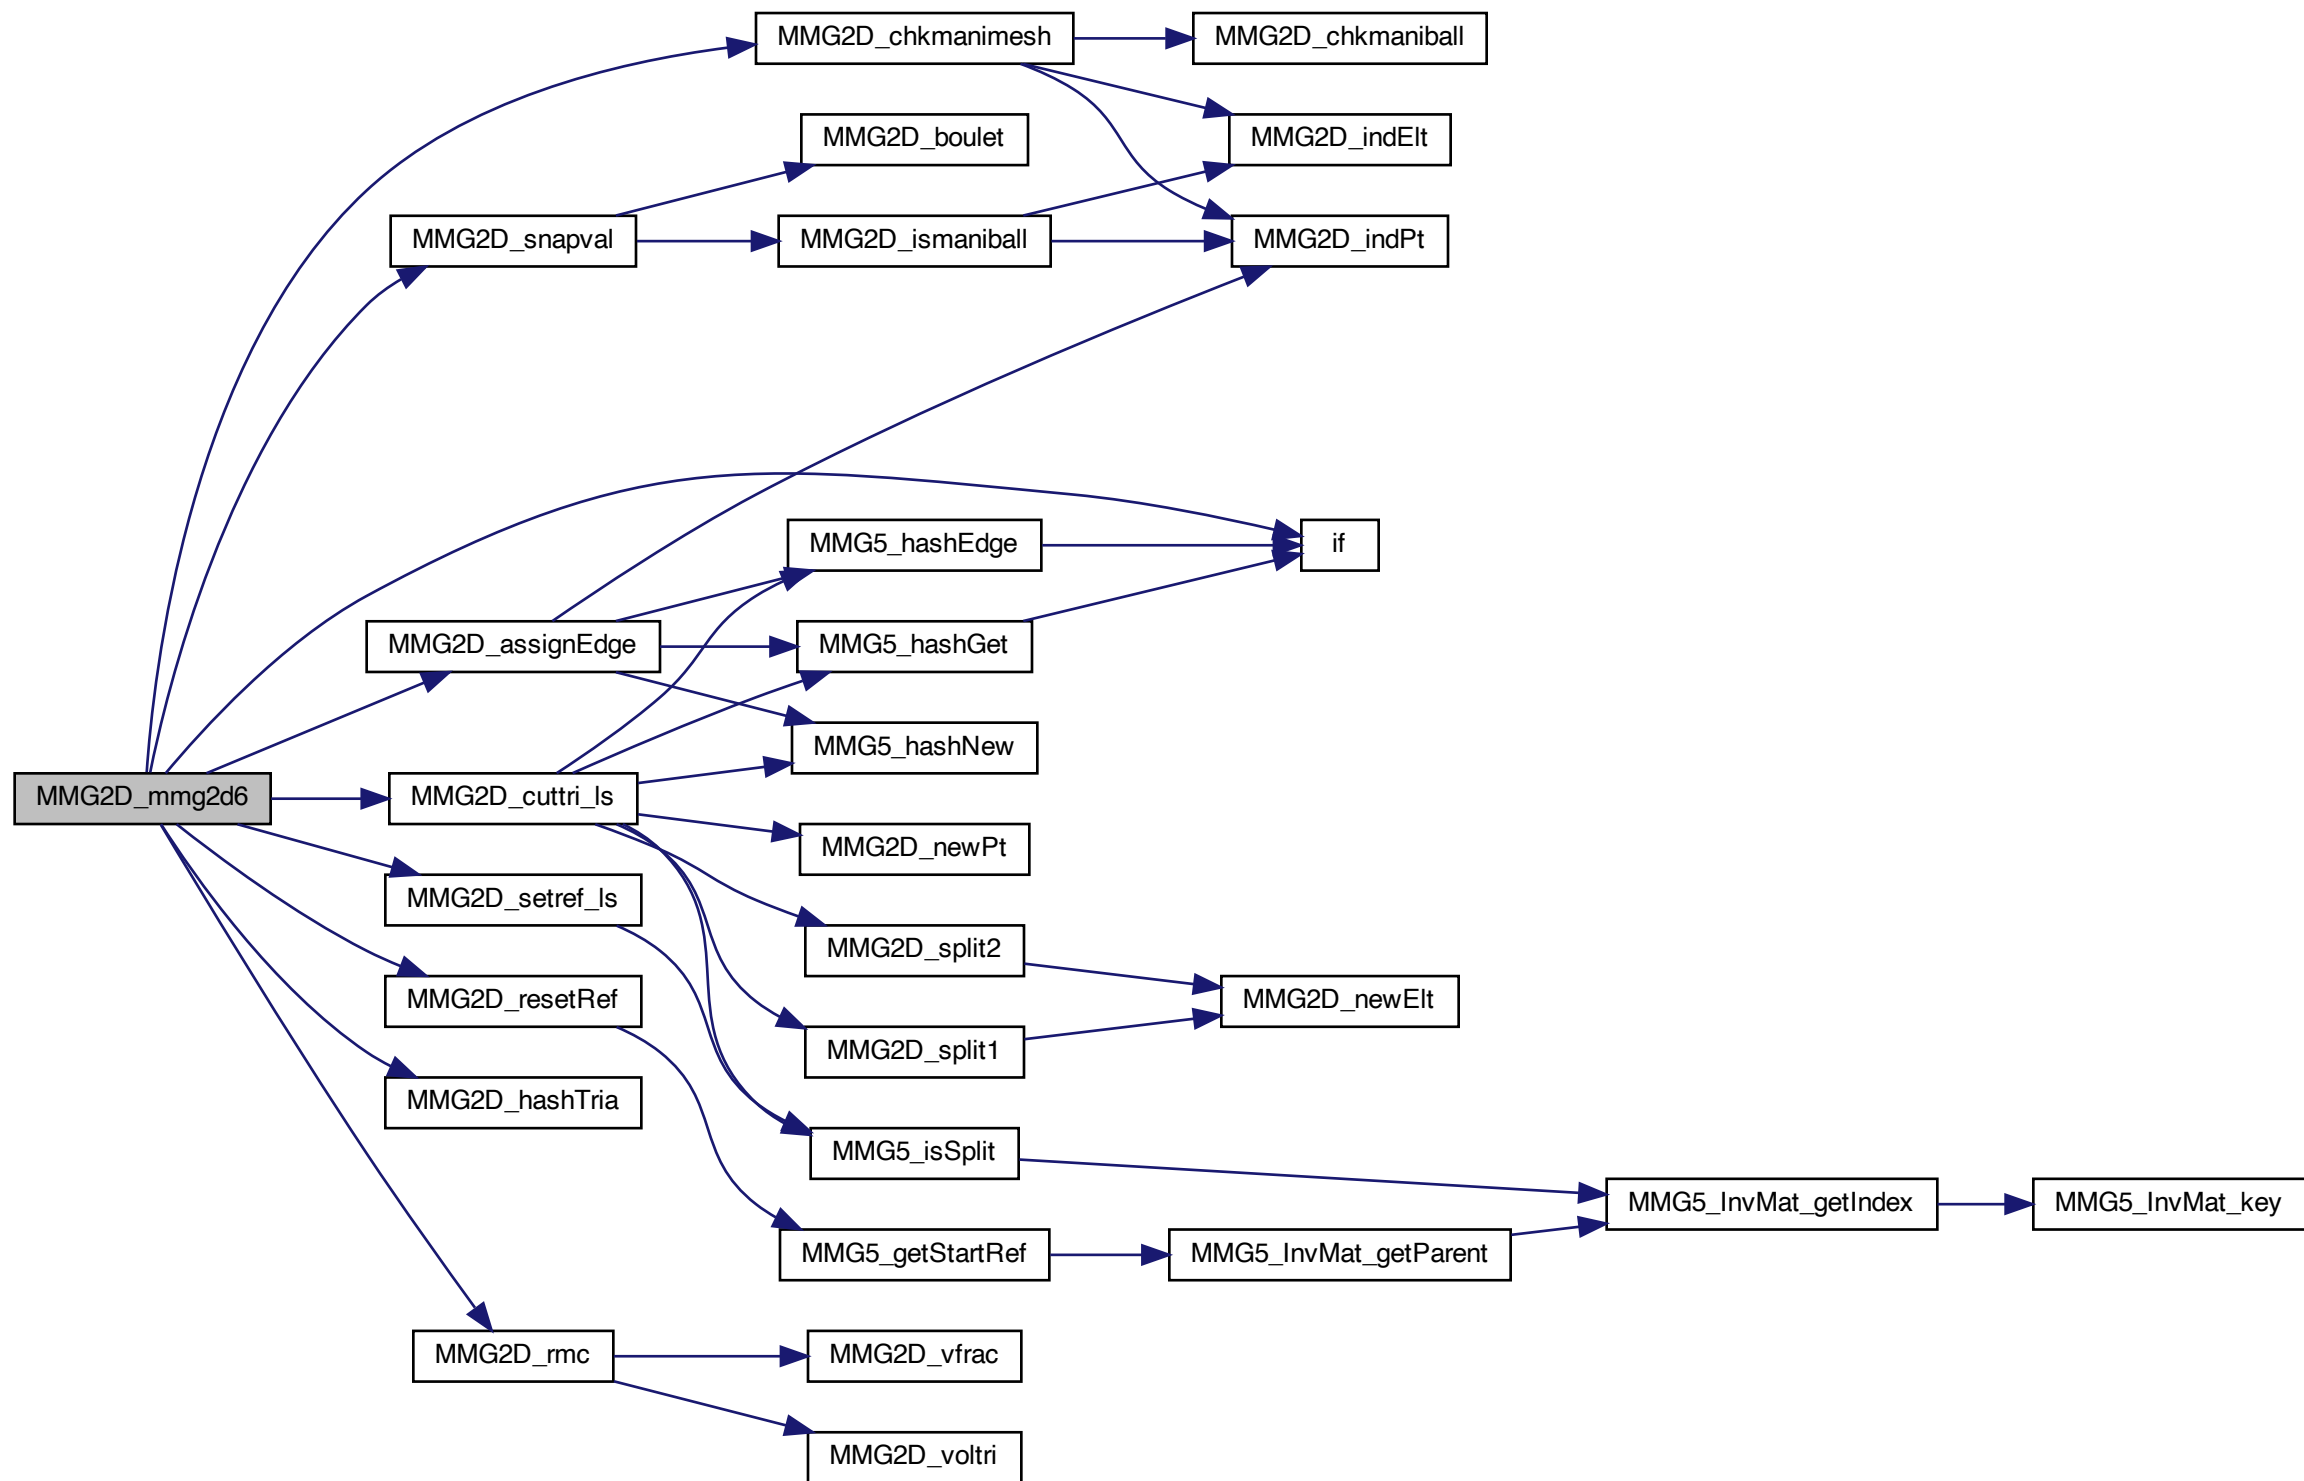 MMG2D_chkmanimesh
MMG2D_chkmaniball
MMG2D_boulet
MMG2D_indElt
MMG2D_snapval
MMG2D_ismaniball
MMG2D_indPt
MMG5_hashEdge
if
MMG2D_assignEdge
MMG5_hashGet
MMG5_hashNew
MMG2D_mmg2d6
MMG2D_cuttri_ls
MMG2D_newPt
MMG2D_setref_ls
MMG2D_split2
MMG2D_resetRef
MMG2D_newElt
MMG2D_split1
MMG2D_hashTria
MMG5_isSplit
MMG5_InvMat_getIndex
MMG5_InvMat_key
MMG5_getStartRef
MMG5_InvMat_getParent
MMG2D_rmc
MMG2D_vfrac
MMG2D_voltri